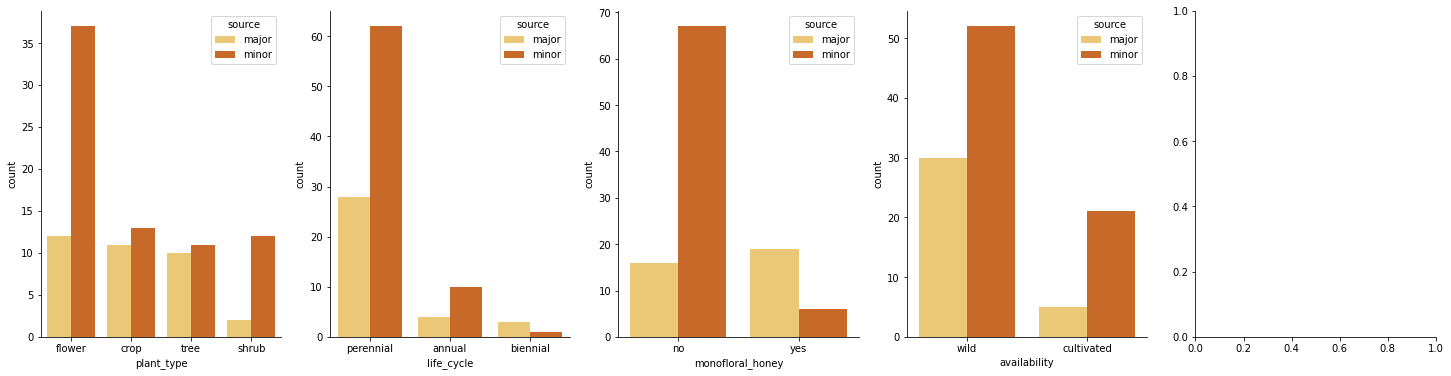 source
major
minor
35
30
25
20
15
10
5
0
count
flower crop tree shrub
plant_type
source
major
minor
60
50
40
30
20
10
0
count
perennial annual biennial
life_cycle
source
major
minor
70
60
50
40
30
20
10
0
count
no yes
monofloral_honey
source
major
minor
50
40
30
20
10
0
count
wild cultivated
availability
1.0
0.8
0.6
0.4
0.2
0.0
0.0 0.2 0.4 0.6 0.8 1.0